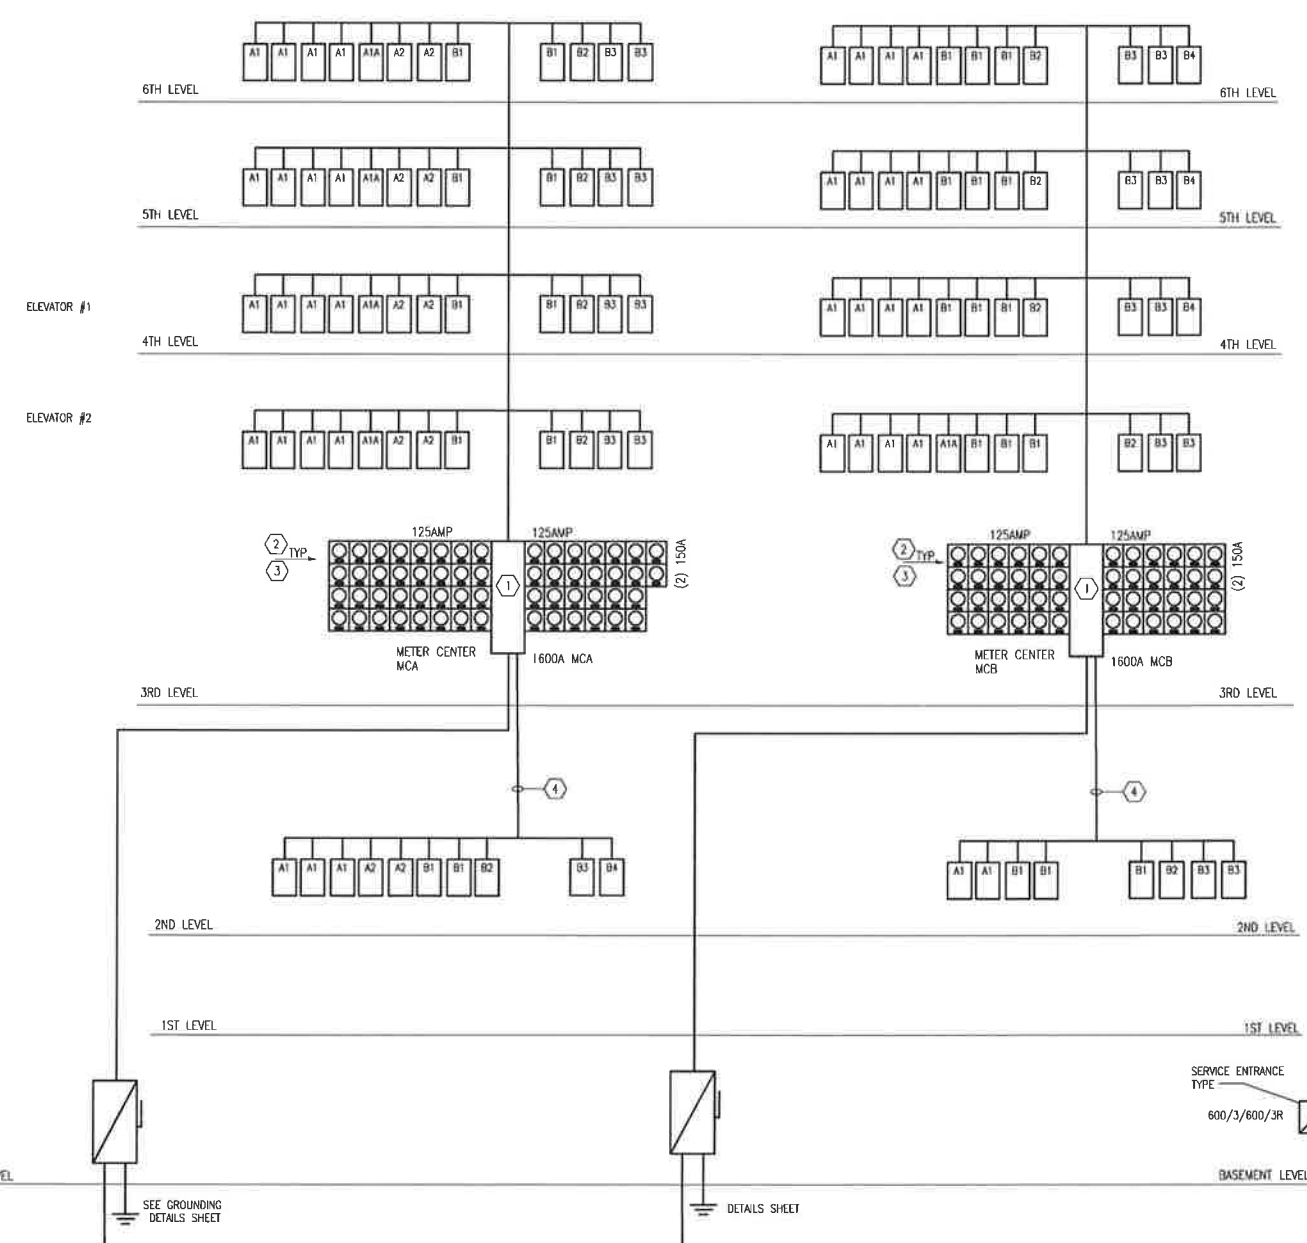 A1 A1 A1 A1 A1A A2 A2 B1 B1 B2 B3 B3
A1 A1 A1 A1 B1 B1 B1 B2 B3 B3 B4
6TH LEVEL
6TH LEVEL
A1 A1 A1 A1 A1A A2 A2 B1 B1 B2 B3 B3
A1 A1 A1 A1 B1 B1 B1 B2 B3 B3 B4
5TH LEVEL
5TH LEVEL
ELEVATOR #1
A1 A1 A1 A1 A1A A2 A2 B1 B1 B2 B3 B3
A1 A1 A1 A1 B1 B1 B1 B2 B3 B3 B4
4TH LEVEL
4TH LEVEL
ELEVATOR #2
A1 A1 A1 A1 A1A A2 A2 B1 B1 B2 B3 B3
A1 A1 A1 A1 A1A B1 B1 B1 B2 B3 B3
125AMP
125AMP
2 TYP.
3
1
(2) 150A
METER CENTER
MCA
1600A MCA
125AMP
125AMP
2 TYP.
3
1
(2) 150A
METER CENTER
MCB
1600A MCB
3RD LEVEL
3RD LEVEL
4
4
A1 A1 A1 A2 A2 B1 B1 B2 B3 B4
A1 A1 B1 B1 B1 B2 B3 B3
2ND LEVEL
2ND LEVEL
1ST LEVEL
1ST LEVEL
SERVICE ENTRANCE
TYPE
600/3/600/3R
EL
BASEMENT LEVEL
SEE GROUNDING
DETAILS SHEET
DETAILS SHEET